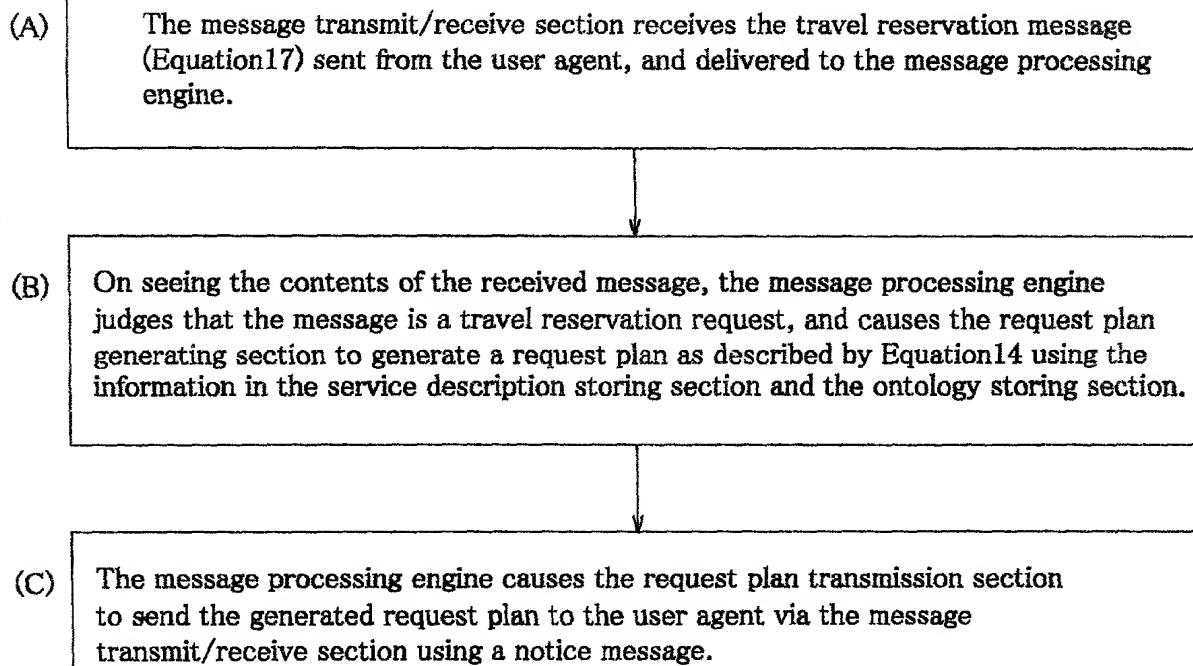 (A) The message transmit/receive section receives the travel reservation message
(Equation17) sent from the user agent, and delivered to the message processing
engine.
(B) On seeing the contents of the received message, the message processing engine
judges that the message is a travel reservation request, and causes the request plan
generating section to generate a request plan as described by Equation14 using the
information in the service description storing section and the ontology storing section.
(C) The message processing engine causes the request plan transmission section
to send the generated request plan to the user agent via the message
transmit/receive section using a notice message.